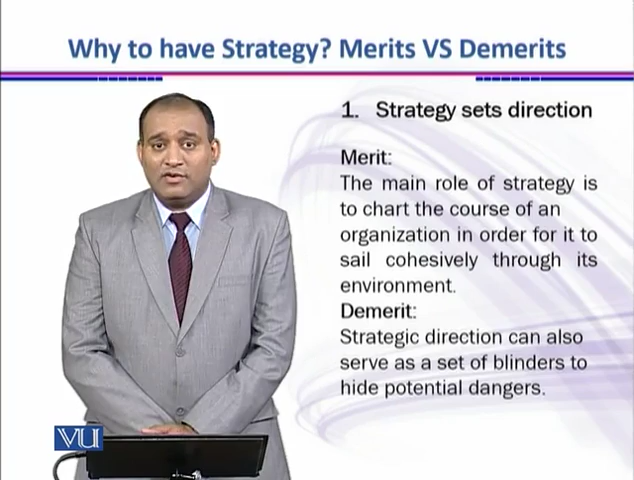 Why to have Strategy? Merits VS Demerits
1. Strategy sets direction
Merit:
The main role of strategy is
to chart the course of an
organization in order for it to
sail cohesively through its
environment.
Demerit:
Strategic direction can also
serve as a set of blinders to
hide potential dangers.
VU